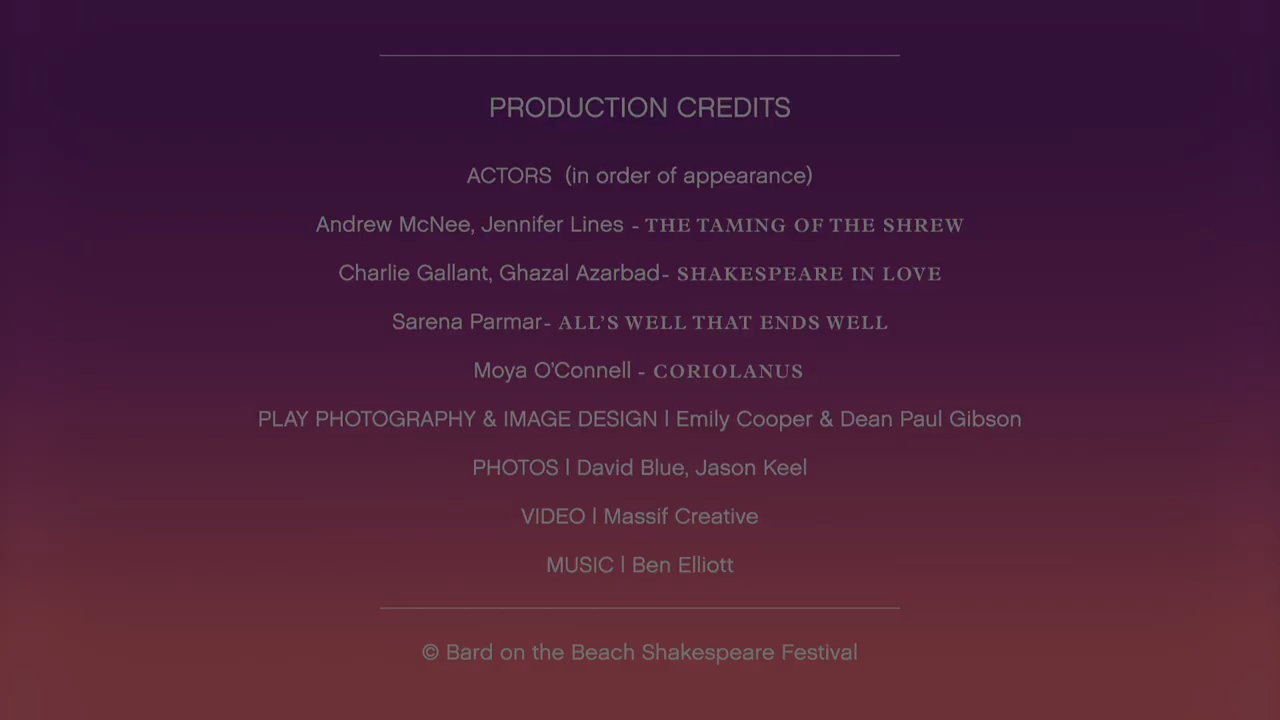 PRODUCTION CREDITS
ACTORS (in order of appearance)
Andrew McNee, Jennifer Lines - THE TAMING OF THE SHREW
Charlie Gallant, Ghazal Azarbad- SHAKESPEARE IN LOVE
Sarena Parmar- ALL'S WELL THAT ENDS WELL
Moya O'Connell - CORIOLANUS
PLAY PHOTOGRAPHY & IMAGE DESIGN | Emily Cooper & Dean Paul Gibson
PHOTOS | David Blue, Jason Keel
VIDEO | Massif Creative
MUSIC | Ben Elliott
© Bard on the Beach Shakespeare Festival